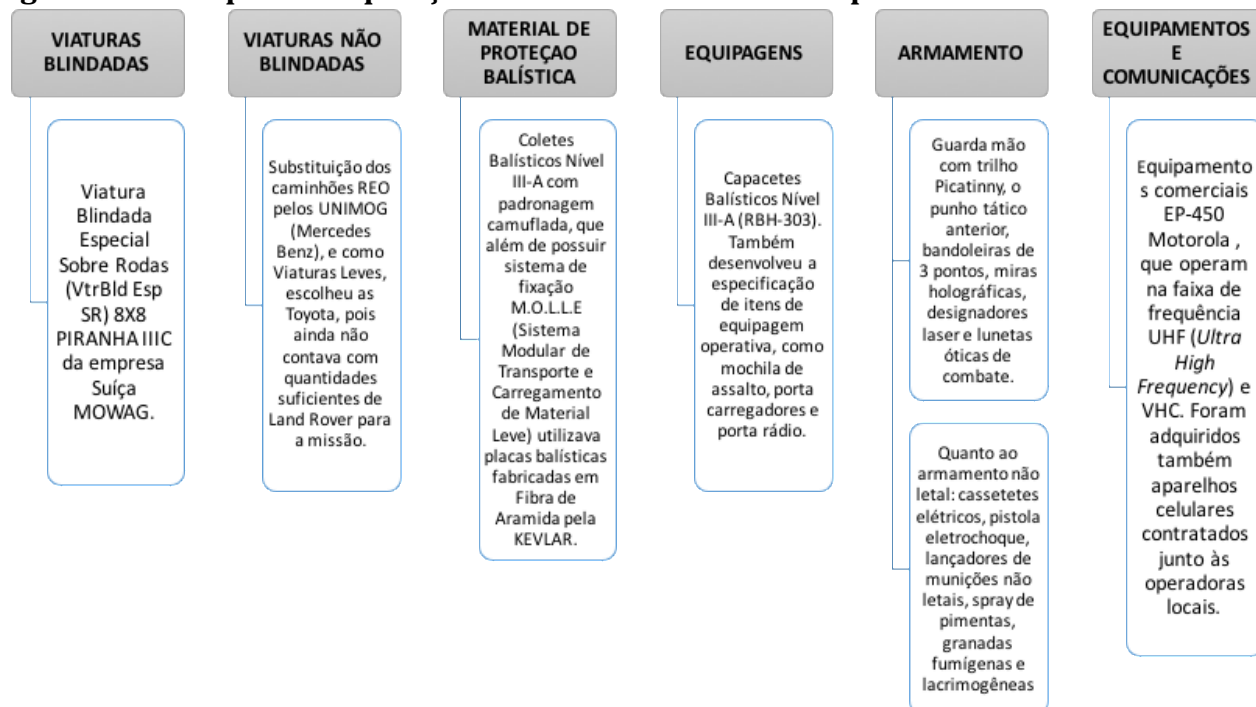 VIATURAS
BLINDADAS
Viatura
Blindada
Especial
Sobre Rodas
(VtrBld Esp
SR) 8X8
PIRANHA IIIC
da empresa
Suíça
MOWAG.
VIATURAS NÃO
BLINDADAS
Substituição dos
caminhões REO
pelos UNIMOG
(Mercedes
Benz), e como
Viaturas Leves,
escolheu as
Toyota, pois
ainda não
contava com
quantidades
suficientes de
Land Rover para
a missão.
MATERIAL DE
PROTEÇAO
BALÍSTICA
Coletes
Balísticos Nível
III-A com
padronagem
camuflada, que
além de possuir
sistema de
fixação
M.O.L.L.E
(Sistema
Modular de
Transporte e
Carregamento
de Material
Leve) utilizava
placas balísticas
fabricadas em
Fibra de
Aramida pela
KEVLAR.
EQUIPAGENS
Capacetes
Balísticos Nível
III-A (RBH-303).
Também
desenvolveu a
especificação
de itens de
equipagem
operativa, como
mochila de
assalto, porta
carregadores e
porta rádio.
ARMAMENTO
Guarda mão
com trilho
Picatinny, o
punho tático
anterior,
bandoleiras de
3 pontos, miras
holográficas,
designadores
laser e lunetas
óticas de
combate.
Quanto ao
armamento não
letal: cassetetes
elétricos, pistola
eletrochoque,
lançadores de
munições não
letais, spray de
pimentas,
granadas
fumígenas e
lacrimogêneas
EQUIPAMENTOS
E
COMUNICAÇÕES
Equipamento
s comerciais
EP-450
Motorola ,
que operam
na faixa de
frequência
UHF (Ultra
High
Frequency) e
VHC. Foram
adquiridos
também
aparelhos
celulares
contratados
junto às
operadoras
locais.